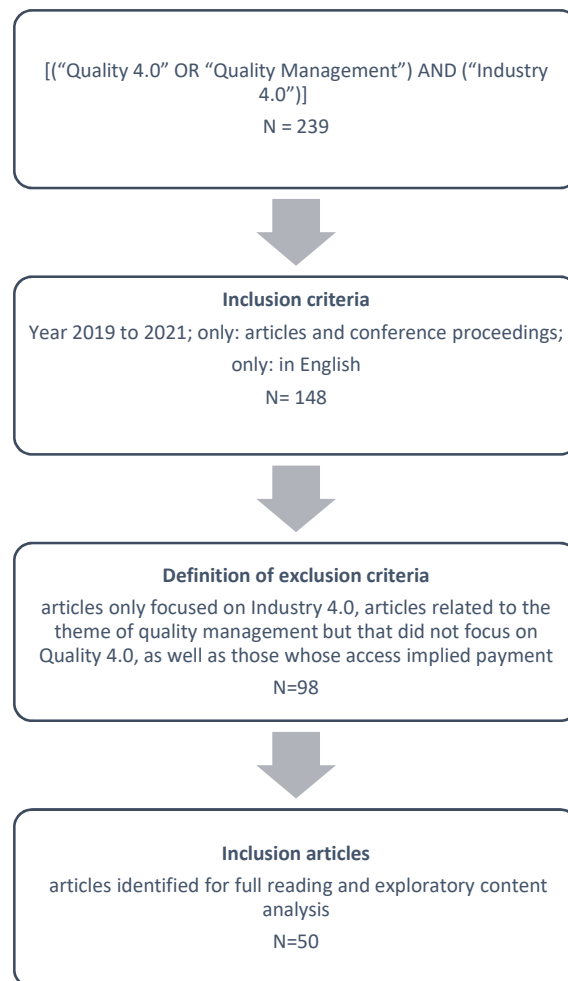 [(“Quality 4.0” OR “Quality Management”) AND (“Industry
4.0”)]
N = 239
Inclusion criteria
Year 2019 to 2021; only: articles and conference proceedings;
only: in English
N= 148
Definition of exclusion criteria
articles only focused on Industry 4.0, articles related to the
theme of quality management but that did not focus on
Quality 4.0, as well as those whose access implied payment
N=98
Inclusion articles
articles identified for full reading and exploratory content
analysis
N=50